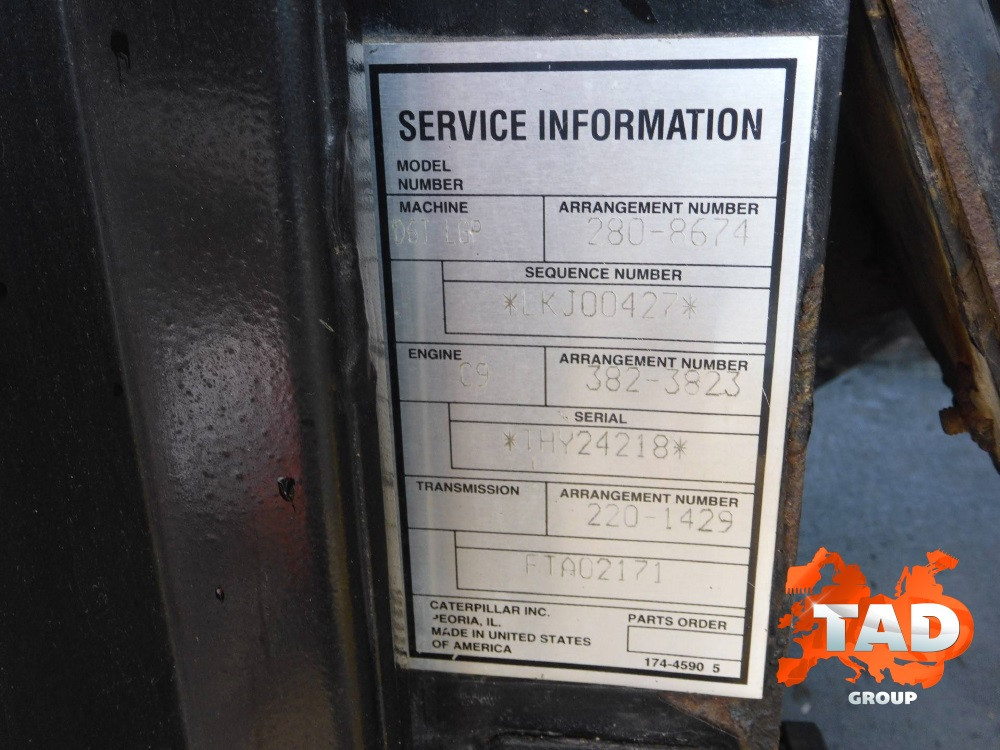 SERVICE INFORMATION
MODEL
NUMBER
MACHINE
ARRANGEMENT NUMBER
D6T LGP
280-8674
SEQUENCE NUMBER
*LKJ00427*
ENGINE
ARRANGEMENT NUMBER
C9
382-3823
SERIAL
*THY24218*
TRANSMISSION
ARRANGEMENT NUMBER
220-1429
FTA02171
CATERPILLAR INC.
PEORIA, IL.
MADE IN UNITED STATES
OF AMERICA
PARTS ORDER
174-4590 5
TAD
GROUP